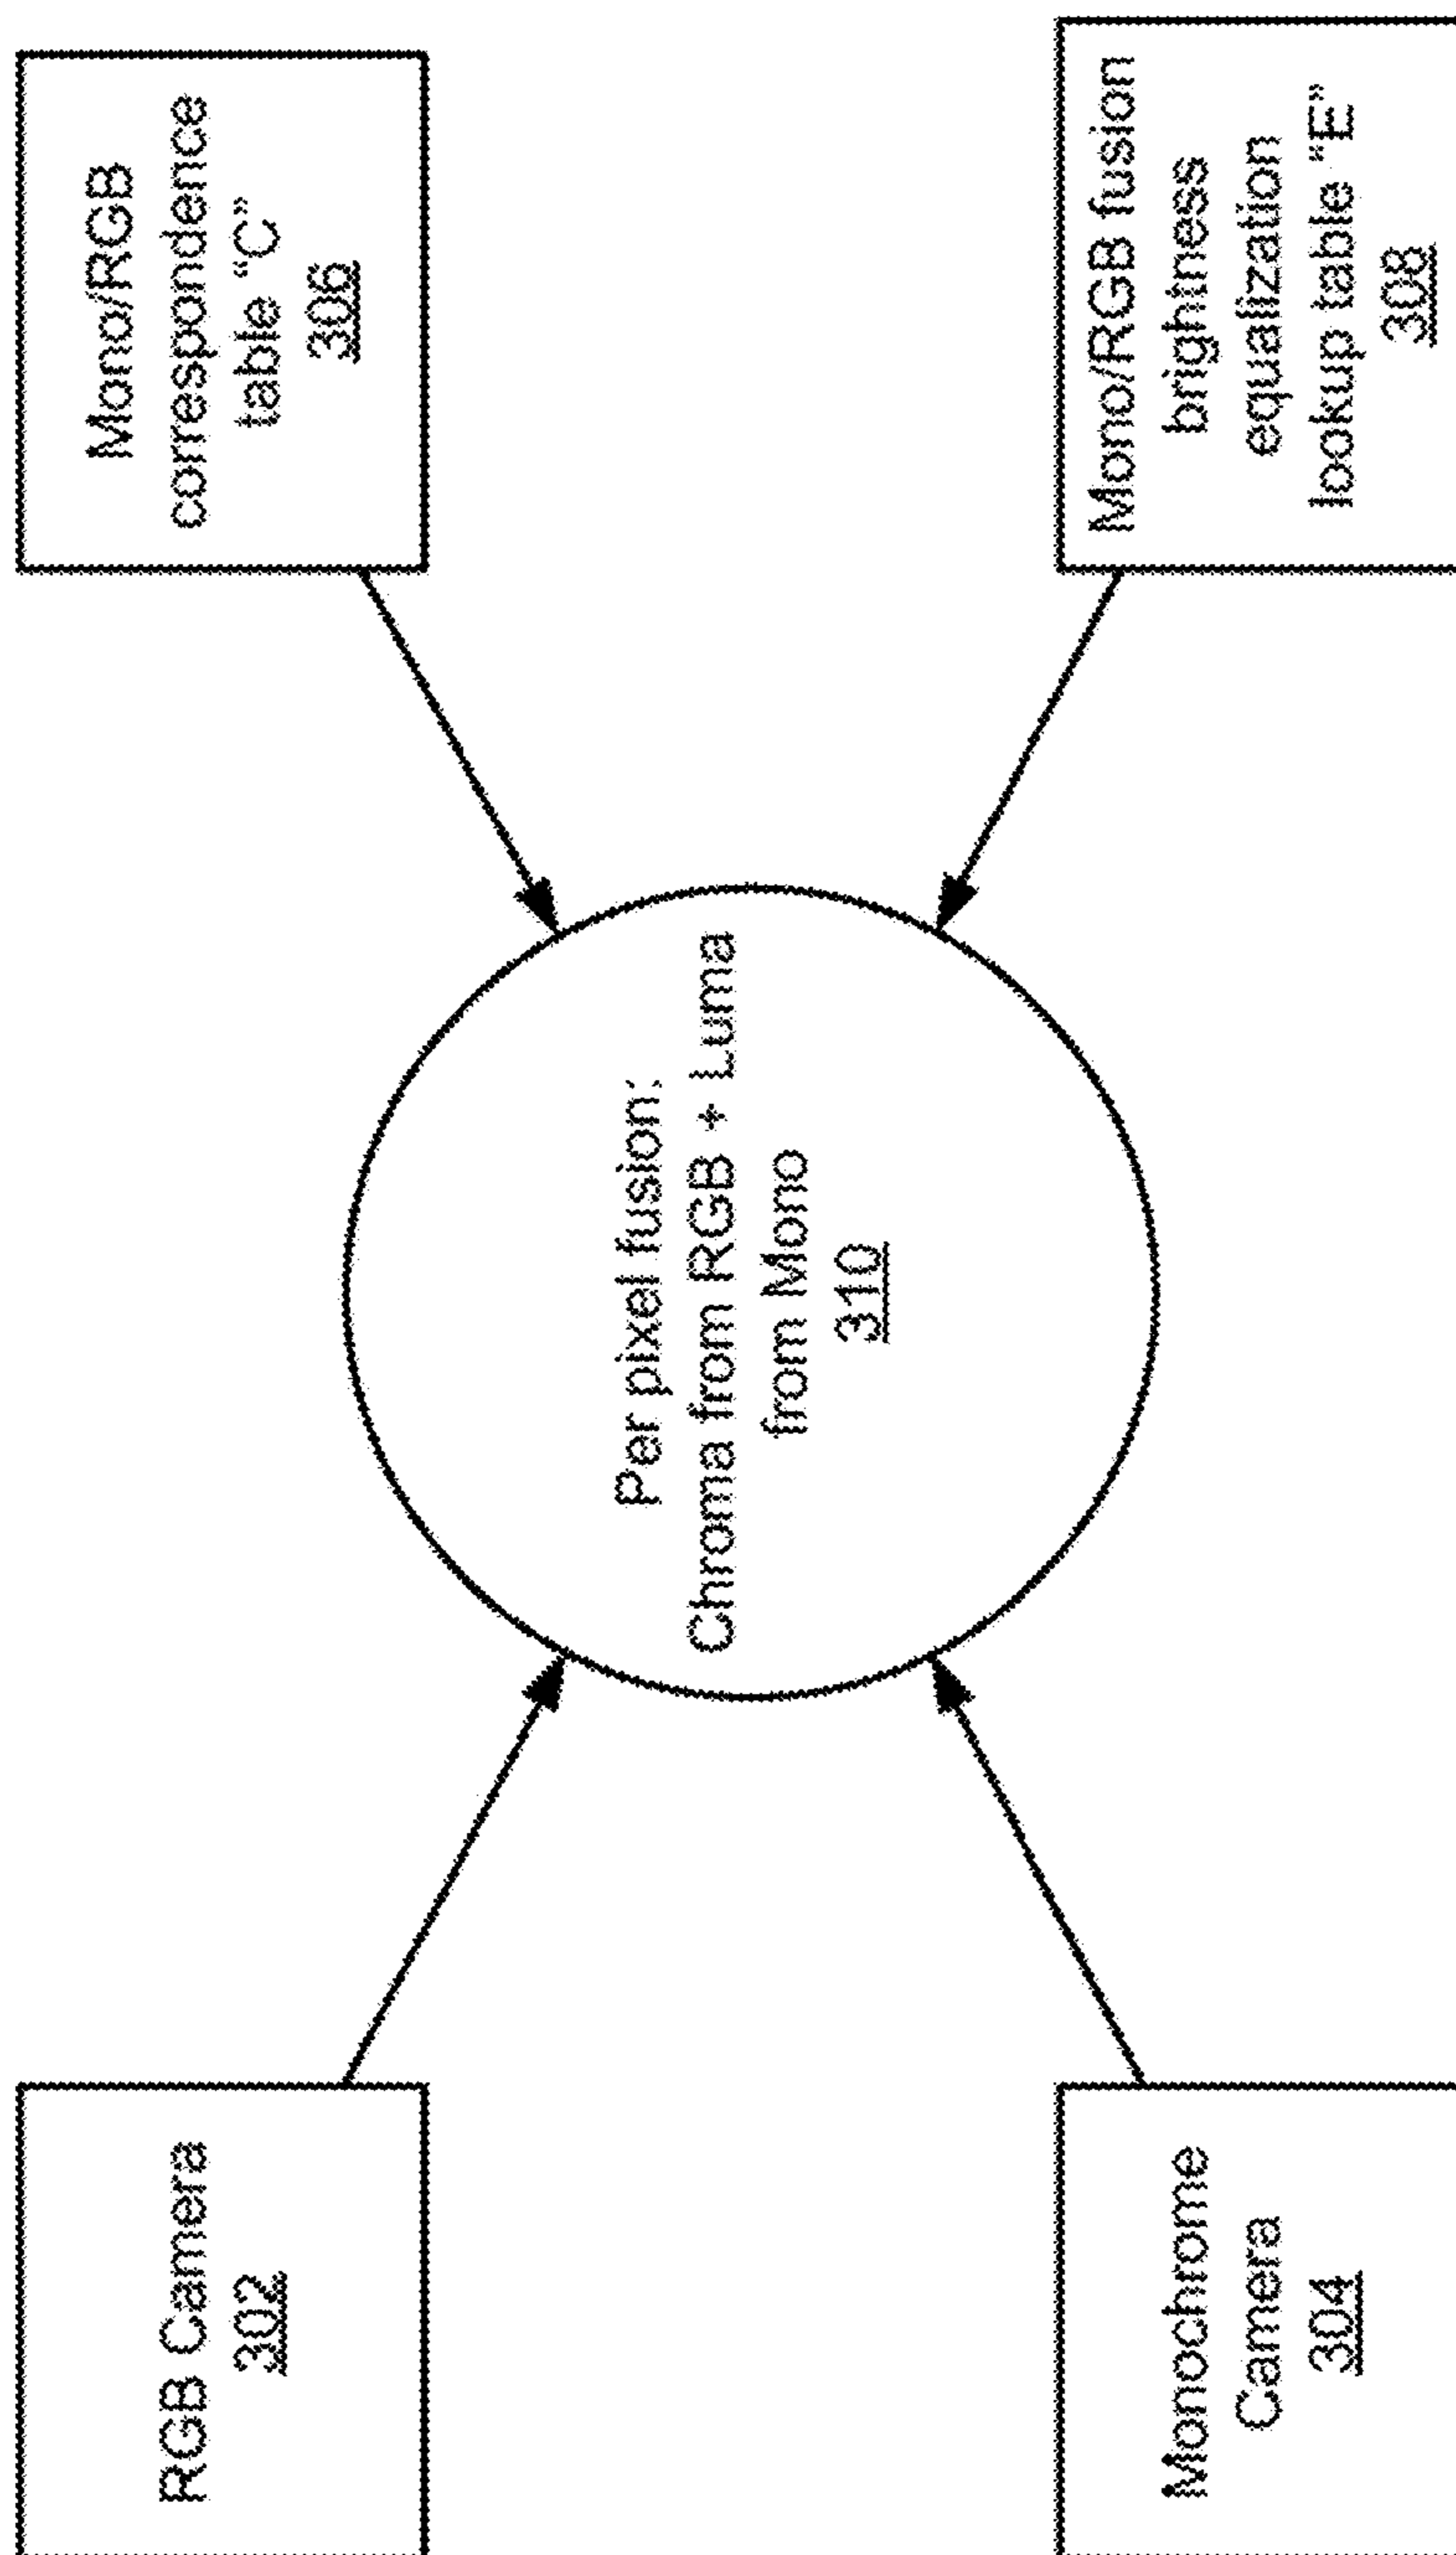 RGB Camera
302
Mono/RGB
correspondence
table “C”
306
Per pixel fusion:
Chroma from RGB + Luma
from Mono
310
Monochrome
Camera
304
Mono/RGB fusion
brightness
equalization
lookup table “E”
308